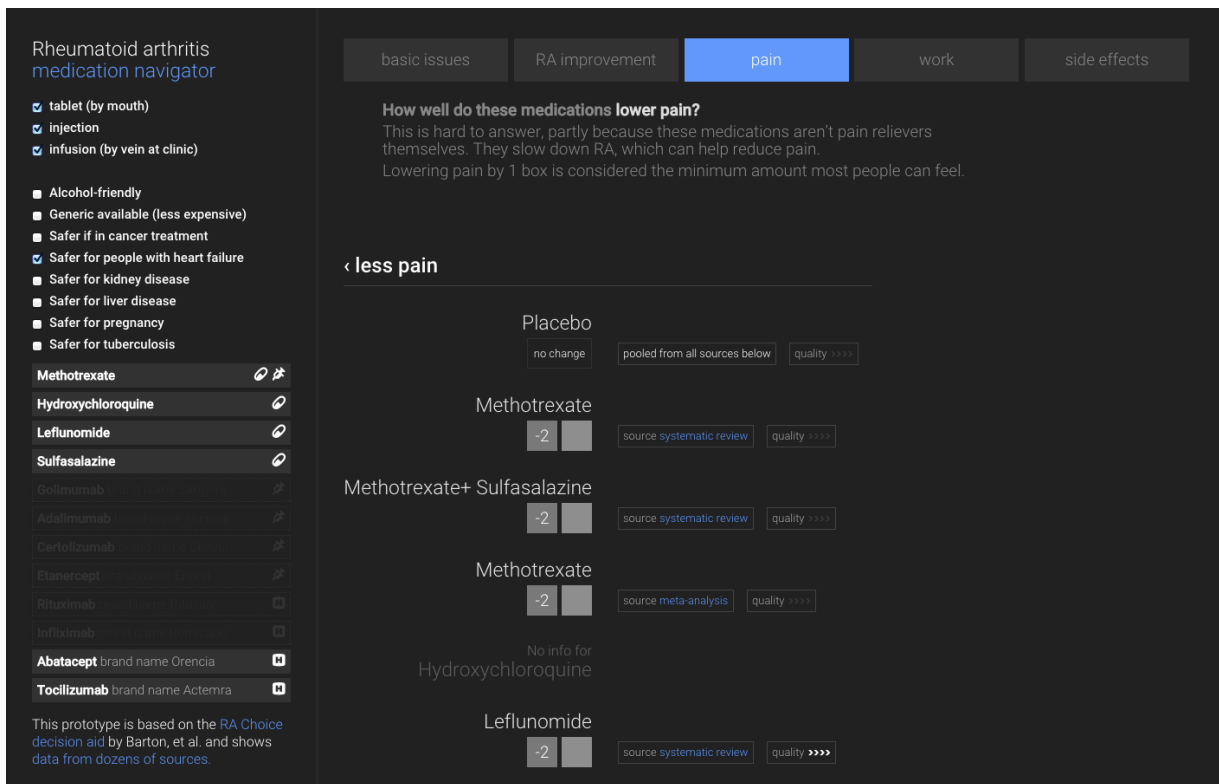 Rheumatoid arthritis
medication navigator
tablet (by mouth)
injection
infusion (by vein at clinic)
Alcohol-friendly
Generic available (less expensive)
Safer if in cancer treatment
Safer for people with heart failure
Safer for kidney disease
Safer for liver disease
Safer for pregnancy
Safer for tuberculosis
Methotrexate
Hydroxychloroquine
Leflunomide
Sulfasalazine
Golimumab
Adalimumab
Certolizumab
Etanercept
Rituximab
H
Infliximab
H
Abatacept brand name Orencia
H
Tocilizumab brand name Actemra
H
This prototype is based on the RA Choice
decision aid by Barton, et al. and shows
data from dozens of sources.
basic issues
RA improvement
pain
work
side effects
How well do these medications lower pain?
This is hard to answer, partly because these medications aren't pain relievers
themselves. They slow down RA, which can help reduce pain.
Lowering pain by 1 box is considered the minimum amount most people can feel.
‹ less pain
Placebo
no change
pooled from all sources below
quality >>>>
Methotrexate
-2
source systematic review
quality >>>>
Methotrexate+ Sulfasalazine
-2
source systematic review
quality >>>>
Methotrexate
-2
source meta-analysis
quality >>>>
No info for
Hydroxychloroquine
Leflunomide
-2
source systematic review
quality >>>>